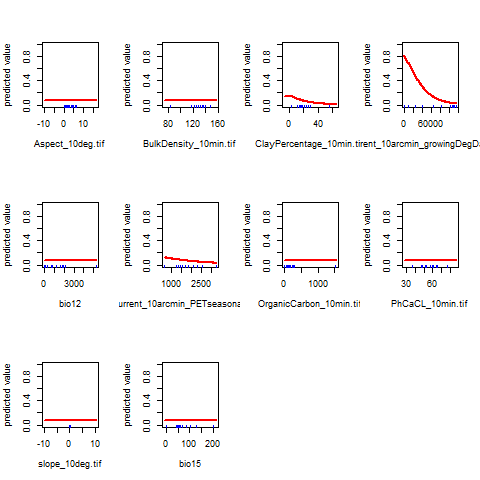 predicted value
0.0 0.4 0.8
-10 0 10
Aspect_10deg.tif
predicted value
0.0 0.4 0.8
80 120 160
BulkDensity_10min.tif
predicted value
0.0 0.4 0.8
0 40
ClayPercentage_10min.tif
predicted value
0.0 0.4 0.8
0 60000
rent_10arcmin_growingDegDa
predicted value
0.0 0.4 0.8
0 3000
bio12
predicted value
0.0 0.4 0.8
1000 2500
urrent_10arcmin_PETseasona
predicted value
0.0 0.4 0.8
0 1000
OrganicCarbon_10min.tif
predicted value
0.0 0.4 0.8
30 60
PhCaCL_10min.tif
predicted value
0.0 0.4 0.8
-10 0 10
slope_10deg.tif
predicted value
0.0 0.4 0.8
0 100 200
bio15